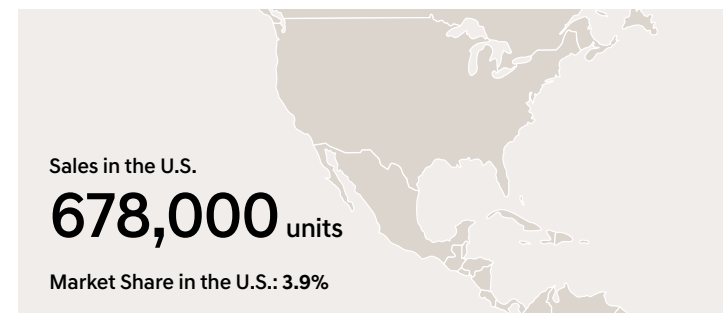 Sales in the U.S.
678,000 units
Market Share in the U.S.: 3.9%